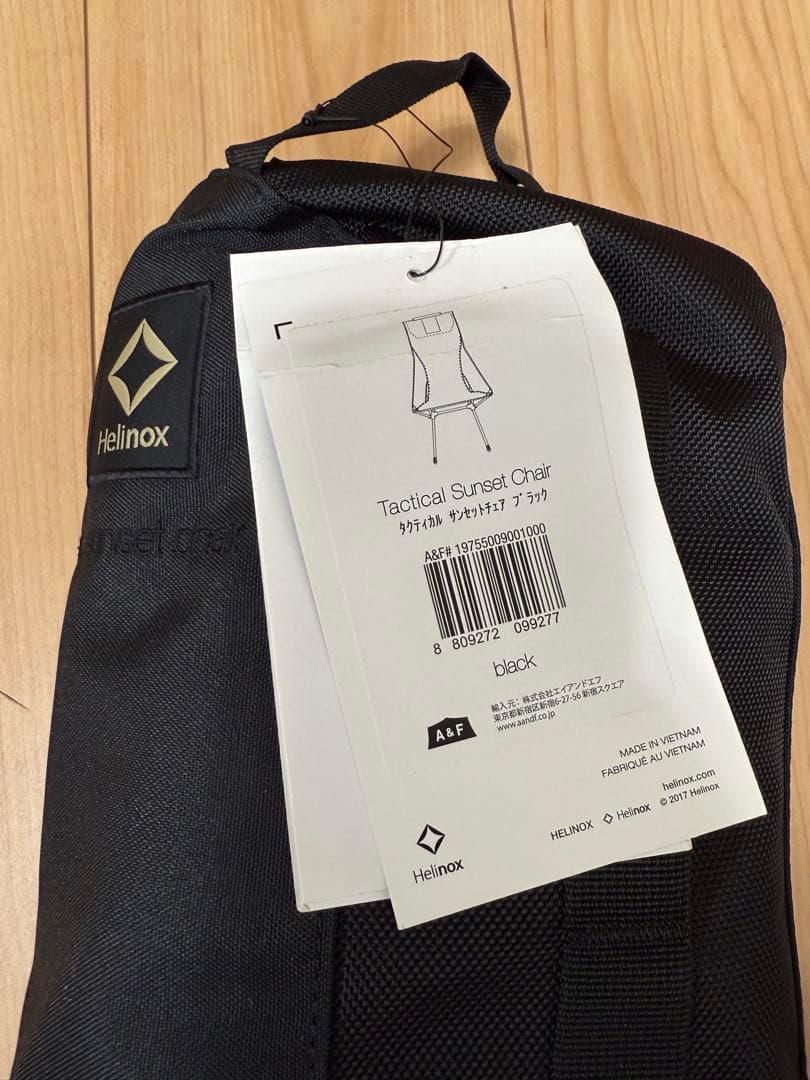 Helinox
sunset chair
Tactical Sunset Chair
タクティカル サンセットチェア ブラック
A&F# 19755009001000
8 809272 099277
black
A & F
輸入元：株式会社エイアンドエフ
東京都新宿区新宿6-27-56 新宿スクエア
www.aandf.co.jp
MADE IN VIETNAM
FABRIQUÉ AU VIETNAM
helinox.com
HELINOX Helinox © 2017 Helinox
Helinox